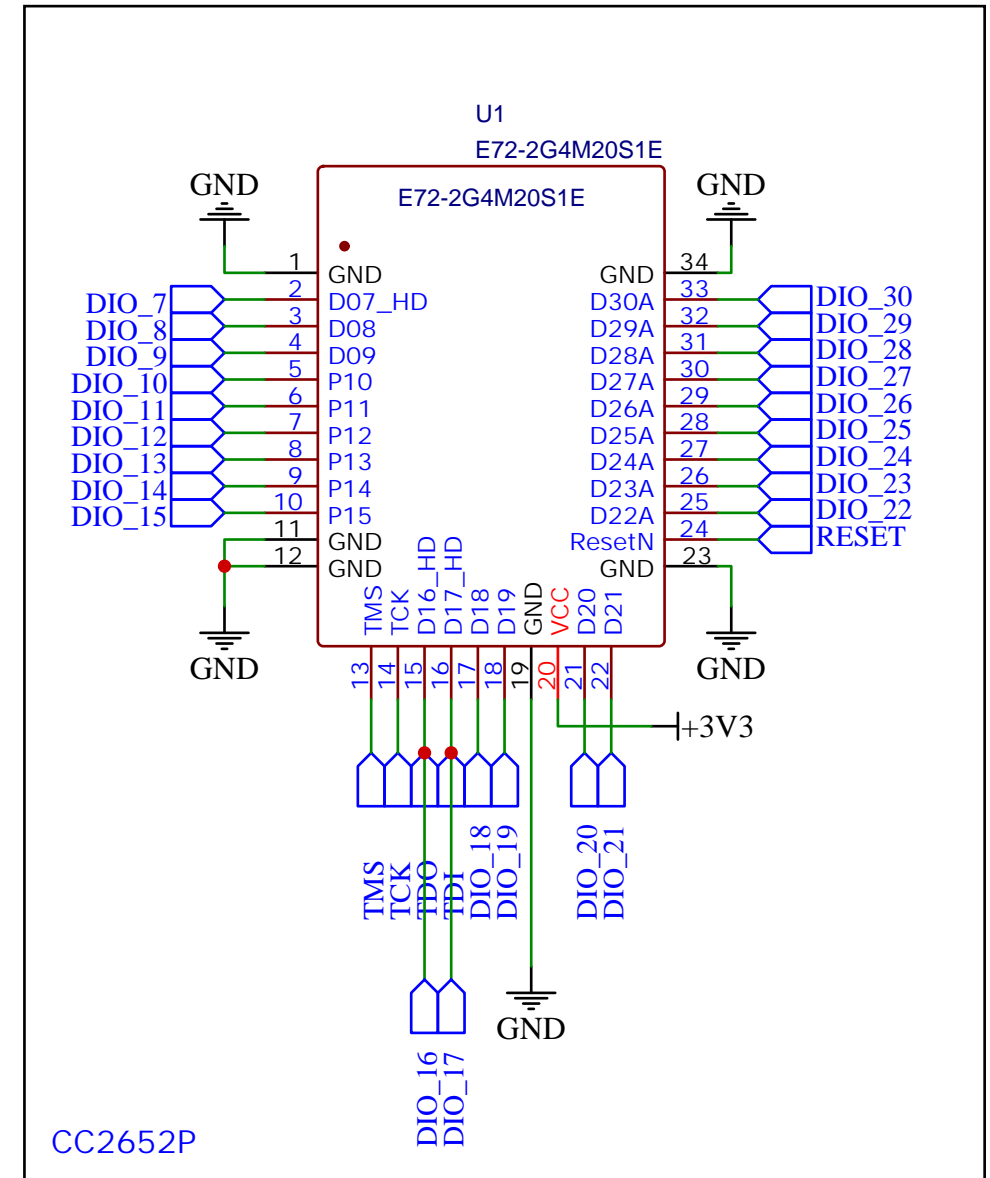 U1
E72-2G4M20S1E
E72-2G4M20S1E
GND
GND
1 GND
GND 34
DIO_7 2 D07_HD
D30A 33 DIO_30
DIO_8 3 D08
D29A 32 DIO_29
DIO_9 4 D09
D28A 31 DIO_28
DIO_10 5 P10
D27A 30 DIO_27
DIO_11 6 P11
D26A 29 DIO_26
DIO_12 7 P12
D25A 28 DIO_25
DIO_13 8 P13
D24A 27 DIO_24
DIO_14 9 P14
D23A 26 DIO_23
DIO_15 10 P15
D22A 25 DIO_22
11 GND
ResetN 24 RESET
12 GND
GND 23
GND
GND
TMS
TCK
D16_HD
D17_HD
D18
D19
GND
VCC
D20
D21
13
14
15
16
17
18
19
20
21
22
+3V3
TMS
TCK
TDO
TDI
DIO_18
DIO_19
DIO_20
DIO_21
GND
DIO_16
DIO_17
CC2652P